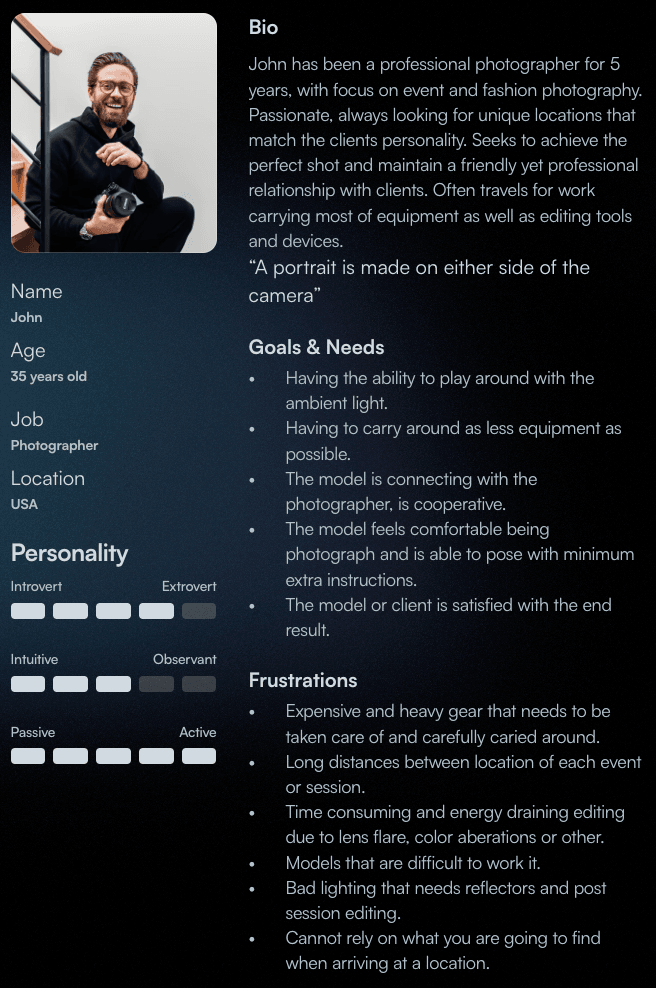 Name
John
Age
35 years old
Job
Photographer
Location
USA
Personality
Introvert Extrovert
Intuitive Observant
Passive Active
Bio
John has been a professional photographer for 5
years, with focus on event and fashion photography.
Passionate, always looking for unique locations that
match the clients personality. Seeks to achieve the
perfect shot and maintain a friendly yet professional
relationship with clients. Often travels for work
carrying most of equipment as well as editing tools
and devices.
“A portrait is made on either side of the
camera”
Goals & Needs
• Having the ability to play around with the
ambient light.
• Having to carry around as less equipment as
possible.
• The model is connecting with the
photographer, is cooperative.
• The model feels comfortable being
photograph and is able to pose with minimum
extra instructions.
• The model or client is satisfied with the end
result.
Frustrations
• Expensive and heavy gear that needs to be
taken care of and carefully caried around.
• Long distances between location of each event
or session.
• Time consuming and energy draining editing
due to lens flare, color aberations or other.
• Models that are difficult to work it.
• Bad lighting that needs reflectors and post
session editing.
• Cannot rely on what you are going to find
when arriving at a location.